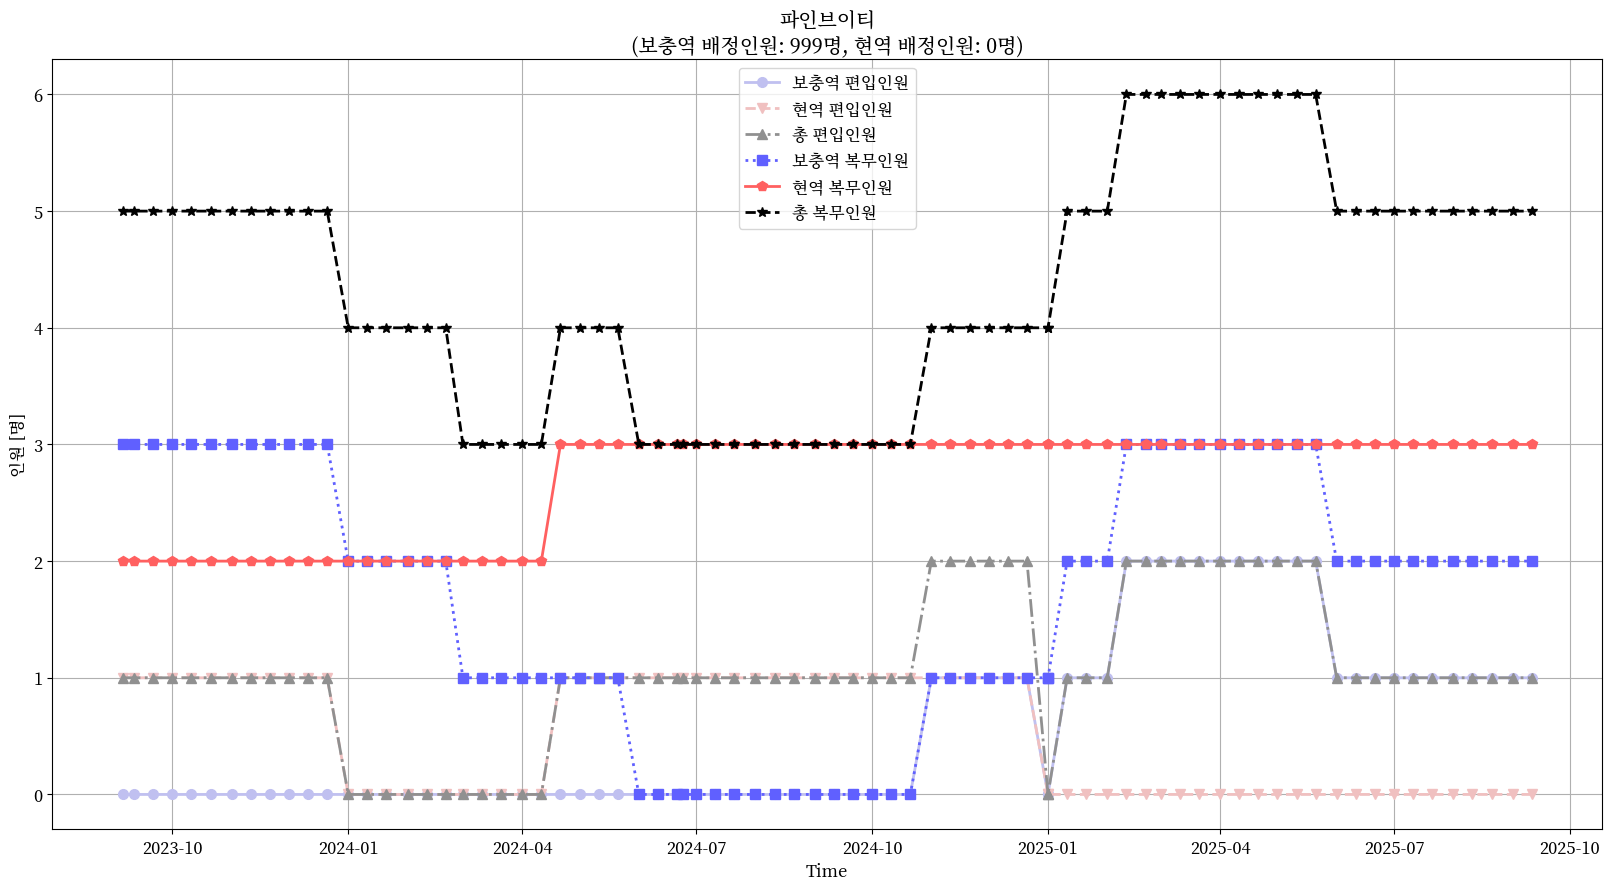 파인브이티
(보충역 배정인원: 999명, 현역 배정인원: 0명)
보충역 편입인원
현역 편입인원
총 편입인원
보충역 복무인원
현역 복무인원
총 복무인원
인원 [명]
6
5
4
3
2
1
0
2023-10 2024-01 2024-04 2024-07 2024-10 2025-01 2025-04 2025-07 2025-10
Time